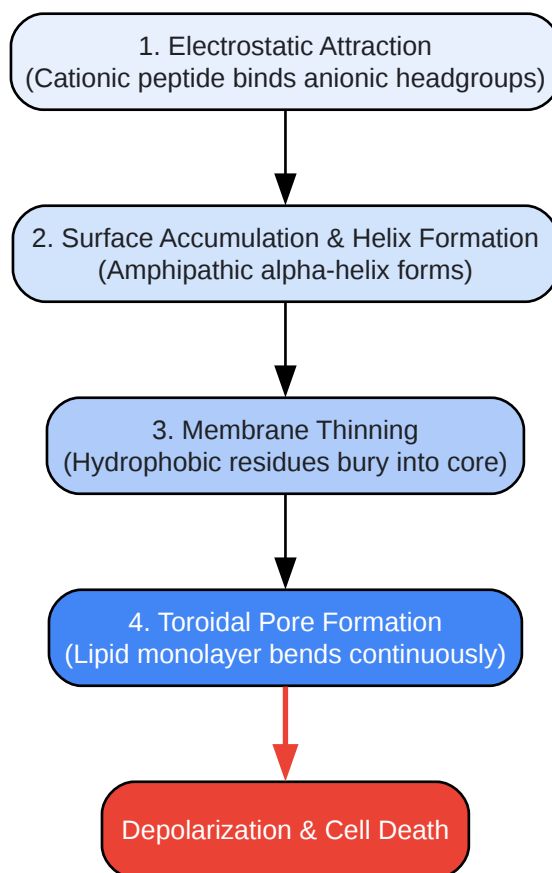 1. Electrostatic Attraction
(Cationic peptide binds anionic headgroups)
2. Surface Accumulation & Helix Formation
(Amphipathic alpha-helix forms)
3. Membrane Thinning
(Hydrophobic residues bury into core)
4. Toroidal Pore Formation
(Lipid monolayer bends continuously)
Depolarization & Cell Death